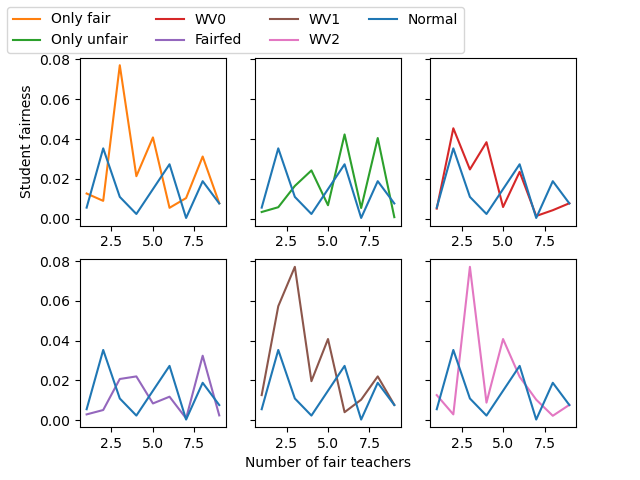 Only fair WV0 WV1 Normal
Only unfair Fairfed WV2
Student fairness
0.08
0.06
0.04
0.02
0.00
2.5 5.0 7.5 2.5 5.0 7.5 2.5 5.0 7.5
0.08
0.06
0.04
0.02
0.00
2.5 5.0 7.5 2.5 5.0 7.5 2.5 5.0 7.5
Number of fair teachers